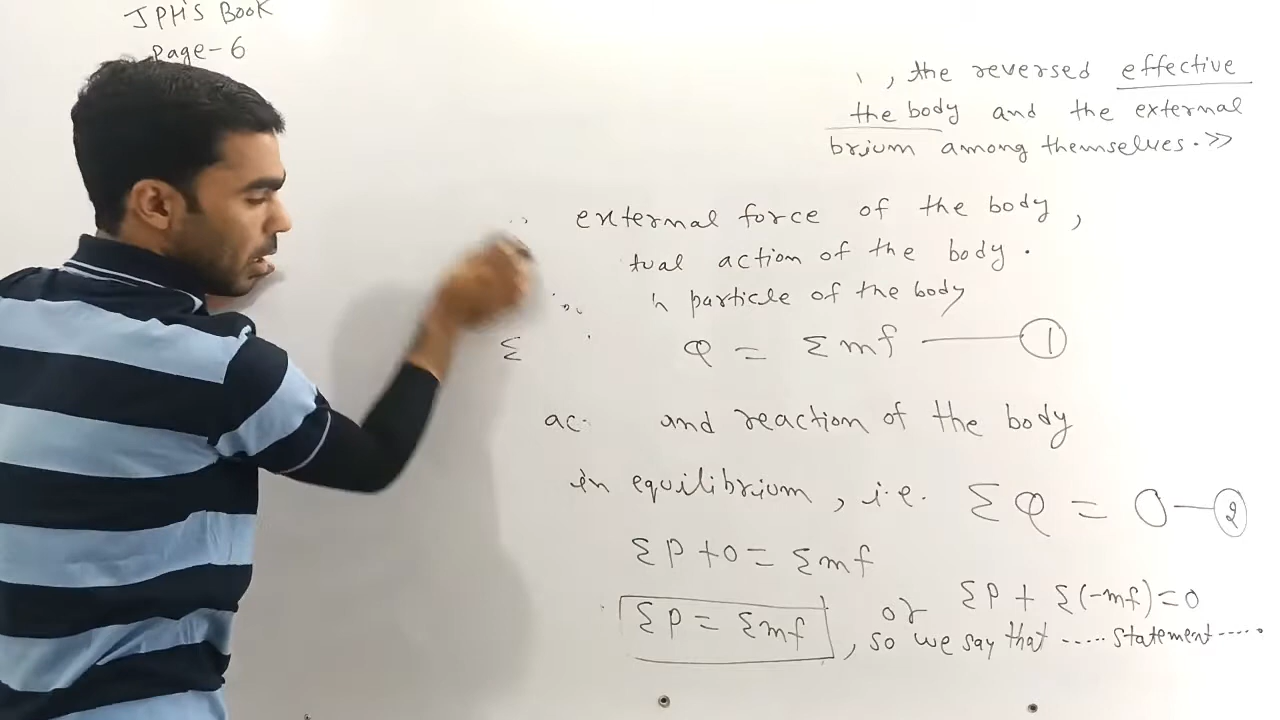 JPH'S BOOK
Page-6
, the reversed effective
the body and the external
brium among themselves.>>
external force of the body,
tual action of the body.
h particle of the body
Σ Q = Σmf ①
ac and reaction of the body
in equilibrium, i.e. ΣQ = 0 ②
ΣP + 0 = Σmf
ΣP = Σmf or ΣP + Σ(-mf)=0
, so we say that ..... statement .....